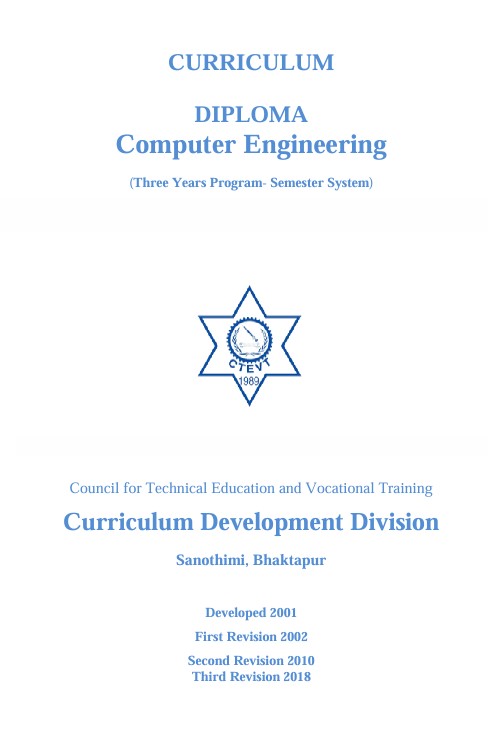 CURRICULUM
DIPLOMA
Computer Engineering
(Three Years Program- Semester System)
CTEVT
1989
Council for Technical Education and Vocational Training
Curriculum Development Division
Sanothimi, Bhaktapur
Developed 2001
First Revision 2002
Second Revision 2010
Third Revision 2018